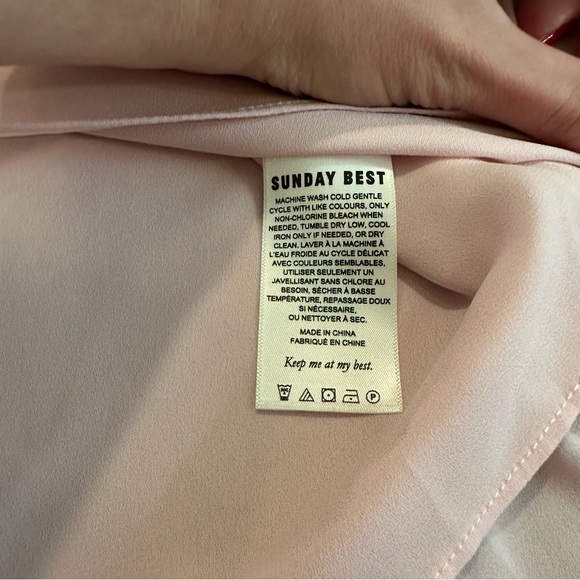 SUNDAY BEST
MACHINE WASH COLD GENTLE
CYCLE WITH LIKE COLOURS, ONLY
NON-CHLORINE BLEACH WHEN
NEEDED, TUMBLE DRY LOW, COOL
IRON ONLY IF NEEDED, OR DRY
CLEAN. LAVER À LA MACHINE À
L'EAU FROIDE AU CYCLE DÉLICAT
AVEC COULEURS SEMBLABLES,
UTILISER SEULEMENT UN
JAVELLISANT SANS CHLORE AU
BESOIN, SÉCHER À BASSE
TEMPÉRATURE, REPASSAGE DOUX
SI NÉCESSAIRE,
OU NETTOYER À SEC.
MADE IN CHINA
FABRIQUÉ EN CHINE
Keep me at my best.
P